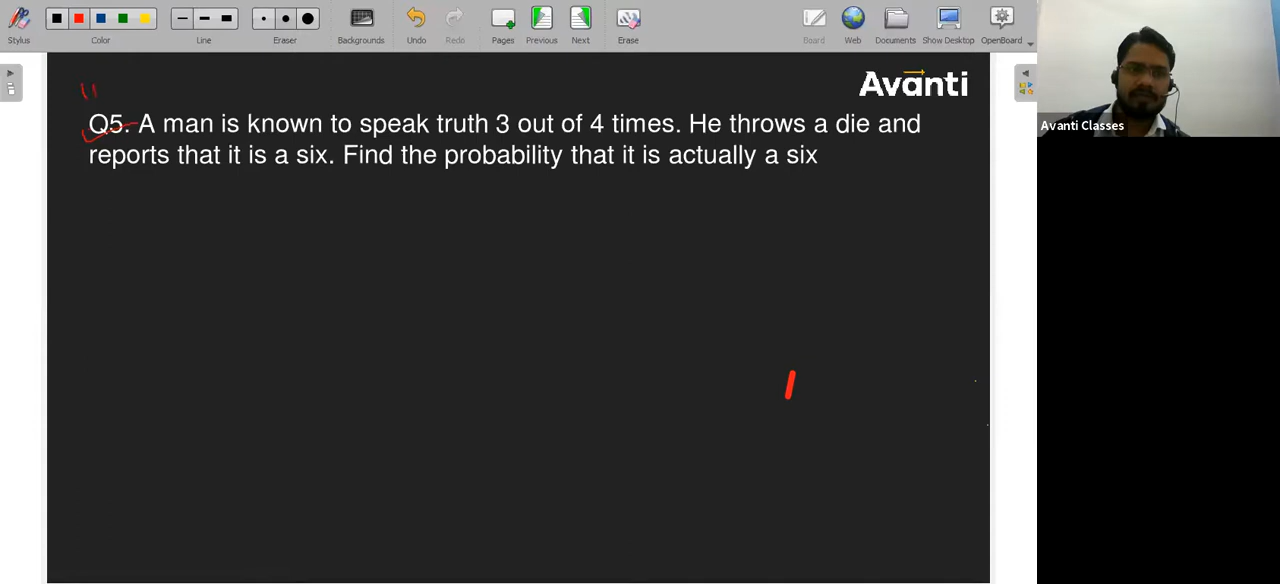 Stylus
Color
Line
Eraser
Backgrounds
Undo
Redo
Pages
Previous
Next
Erase
Board
Web
Documents
Show Desktop
OpenBoard
Avanti
Q5. A man is known to speak truth 3 out of 4 times. He throws a die and
reports that it is a six. Find the probability that it is actually a six
Avanti Classes